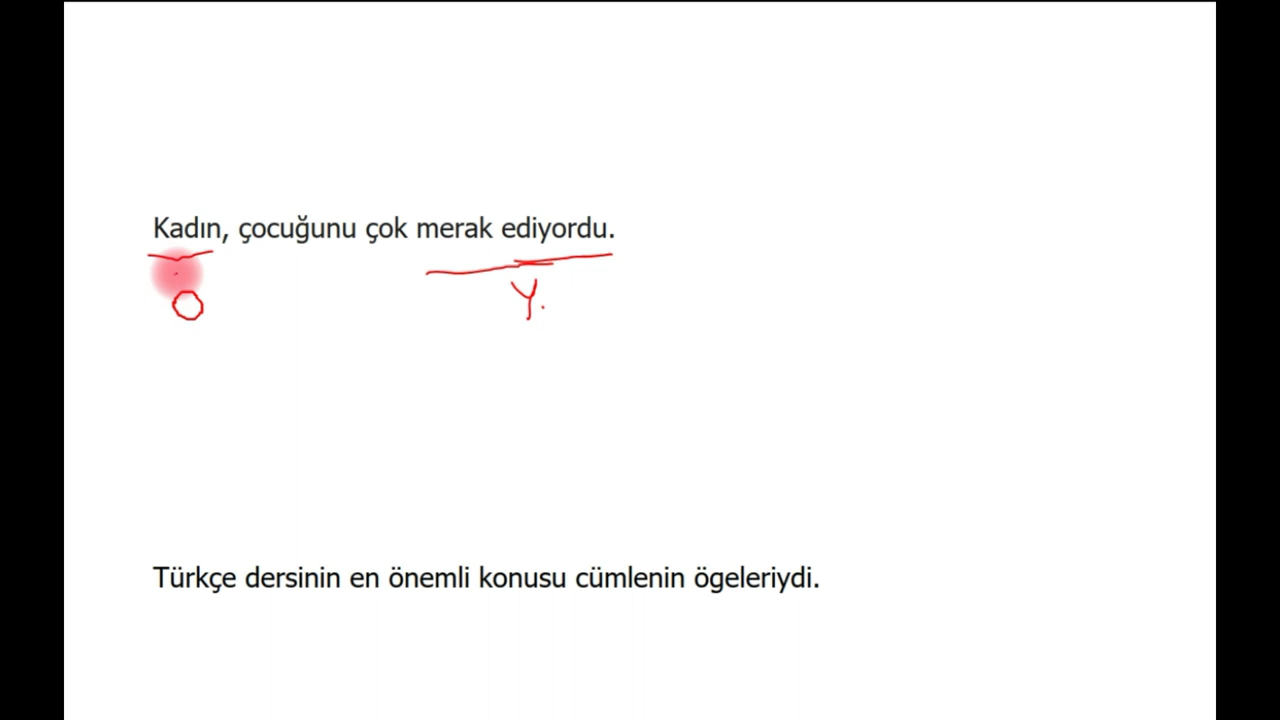 Kadın, çocuğunu çok merak ediyordu.
Ö Y.
Türkçe dersinin en önemli konusu cümlenin ögeleriydi.